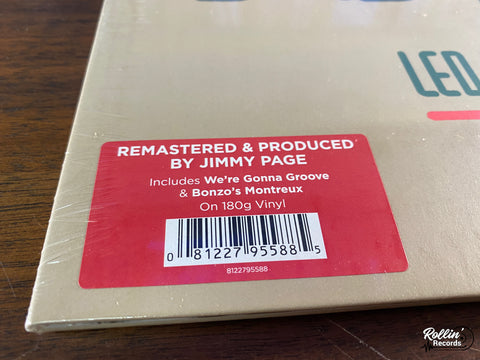 LED
REMASTERED & PRODUCED
BY JIMMY PAGE
Includes We're Gonna Groove
& Bonzo's Montreux
On 180g Vinyl
0 81227 95588 5
8122795588
Rollin'
Records